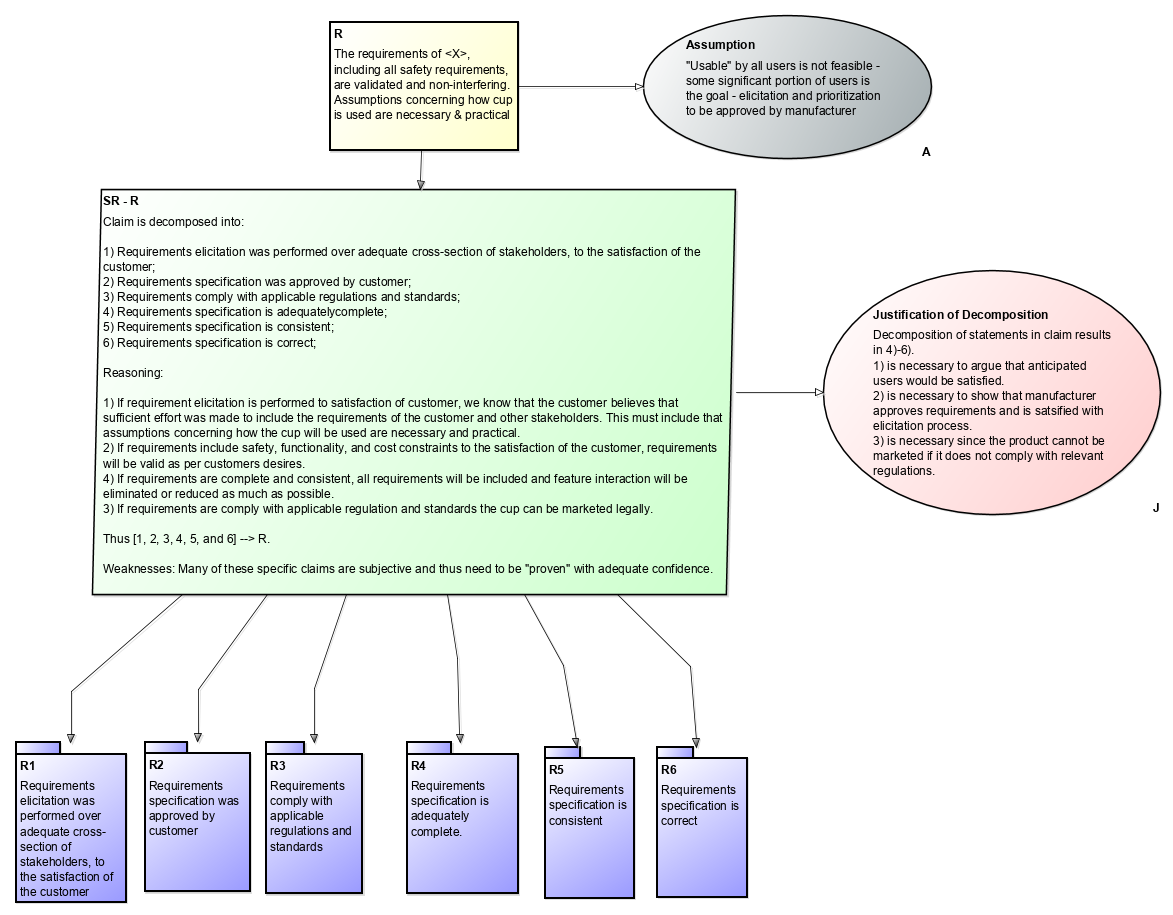 R
The requirements of <X>,
including all safety requirements,
are validated and non-interfering.
Assumptions concerning how cup
is used are necessary & practical
Assumption
"Usable" by all users is not feasible -
some significant portion of users is
the goal - elicitation and prioritization
to be approved by manufacturer
A
SR - R
Claim is decomposed into:
1) Requirements elicitation was performed over adequate cross-section of stakeholders, to the satisfaction of the
customer;
2) Requirements specification was approved by customer;
3) Requirements comply with applicable regulations and standards;
4) Requirements specification is adequatelycomplete;
5) Requirements specification is consistent;
6) Requirements specification is correct;
Reasoning:
1) If requirement elicitation is performed to satisfaction of customer, we know that the customer believes that
sufficient effort was made to include the requirements of the customer and other stakeholders. This must include that
assumptions concerning how the cup will be used are necessary and practical.
2) If requirements include safety, functionality, and cost constraints to the satisfaction of the customer, requirements
will be valid as per customers desires.
4) If requirements are complete and consistent, all requirements will be included and feature interaction will be
eliminated or reduced as much as possible.
3) If requirements are comply with applicable regulation and standards the cup can be marketed legally.
Thus [1, 2, 3, 4, 5, and 6] --> R.
Weaknesses: Many of these specific claims are subjective and thus need to be "proven" with adequate confidence.
Justification of Decomposition
Decomposition of statements in claim results
in 4)-6).
1) is necessary to argue that anticipated
users would be satisfied.
2) is necessary to show that manufacturer
approves requirements and is satsified with
elicitation process.
3) is necessary since the product cannot be
marketed if it does not comply with relevant
regulations.
J
R1
Requirements
elicitation was
performed over
adequate cross-
section of
stakeholders, to
the satisfaction of
the customer
R2
Requirements
specification was
approved by
customer
R3
Requirements
comply with
applicable
regulations and
standards
R4
Requirements
specification is
adequately
complete.
R5
Requirements
specification is
consistent
R6
Requirements
specification is
correct